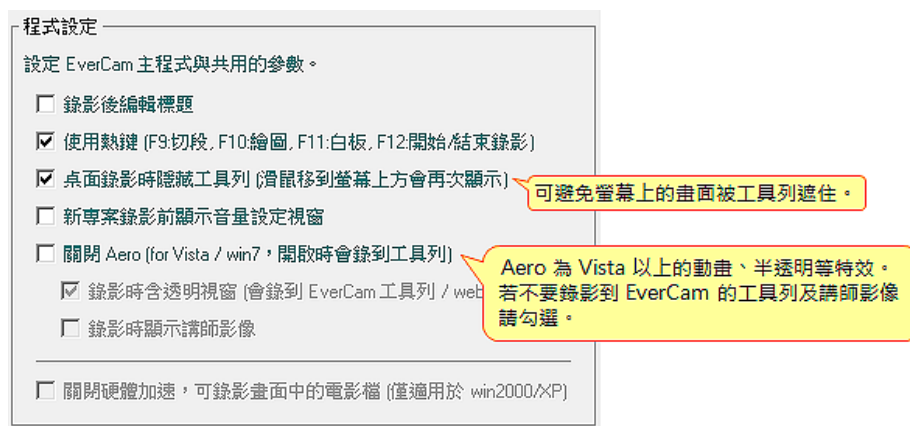 程式設定
設定 EverCam 主程式與共用的參數。
錄影後編輯標題
使用熱鍵 (F9:切段, F10:繪圖, F11:白板, F12:開始/結束錄影)
桌面錄影時隱藏工具列 (滑鼠移到螢幕上方會再次顯示)
可避免螢幕上的畫面被工具列遮住。
新專案錄影前顯示音量設定視窗
關閉 Aero (for Vista / win7，開啟時會錄到工具列)
Aero 為 Vista 以上的動畫、半透明等特效。
若不要錄影到 EverCam 的工具列及講師影像
請勾選。
錄影時含透明視窗 (會錄到 EverCam 工具列 / web
錄影時顯示講師影像
關閉硬體加速，可錄影畫面中的電影檔 (僅適用於 win2000/XP)